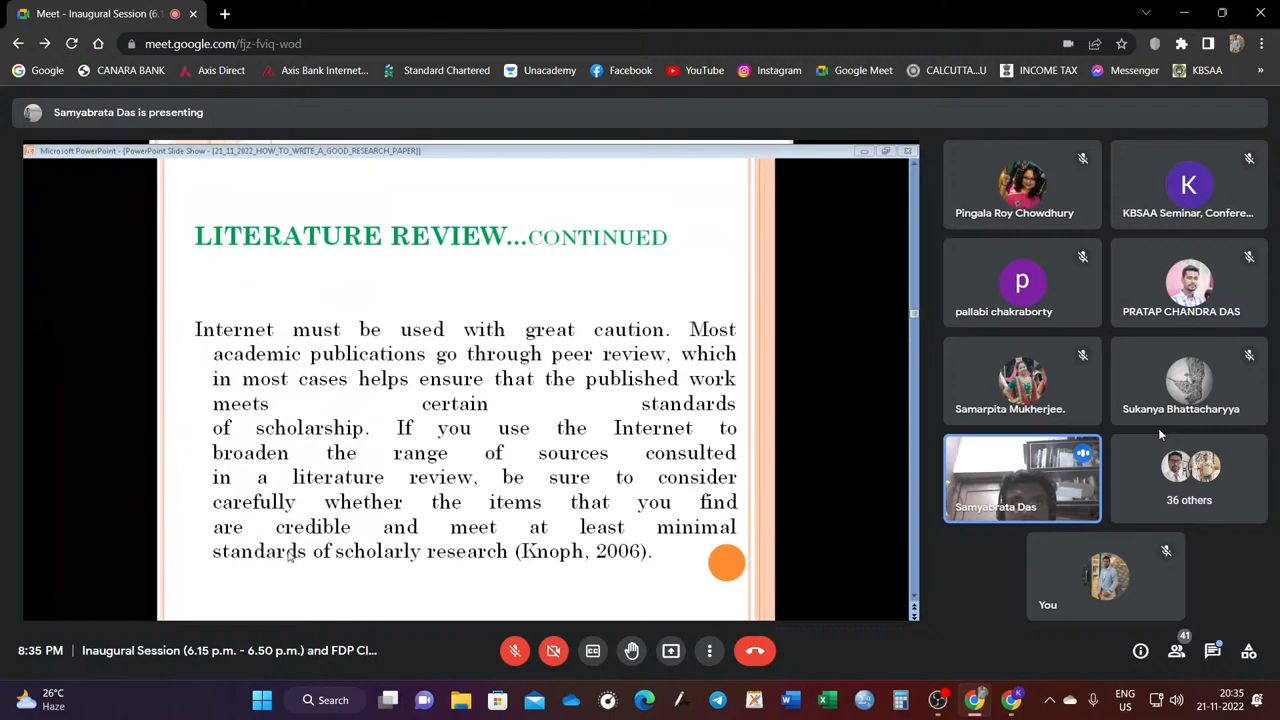 Meet - Inaugural Session (6.1
meet.google.com/fjz-fviq-wod
Google
CANARA BANK
Axis Direct
Axis Bank Internet...
Standard Chartered
Unacademy
Facebook
YouTube
Instagram
Google Meet
CALCUTTA...U
INCOME TAX
Messenger
KBSAA
»
Samyabrata Das is presenting
Microsoft PowerPoint - [PowerPoint Slide Show - [21_11_2022_HOW_TO_WRITE_A_GOOD_RESEARCH_PAPER]]
LITERATURE REVIEW...CONTINUED
Internet must be used with great caution. Most
academic publications go through peer review, which
in most cases helps ensure that the published work
meets certain standards
of scholarship. If you use the Internet to
broaden the range of sources consulted
in a literature review, be sure to consider
carefully whether the items that you find
are credible and meet at least minimal
standards of scholarly research (Knoph, 2006).
Pingala Roy Chowdhury
K
KBSAA Seminar, Confere...
p
pallabi chakraborty
PRATAP CHANDRA DAS
Samarpita Mukherjee.
Sukanya Bhattacharyya
Samyabrata Das
36 others
You
8:35 PM
Inaugural Session (6.15 p.m. - 6.50 p.m.) and FDP Cl...
41
26°C
Haze
Search
ENG
US
20:35
21-11-2022